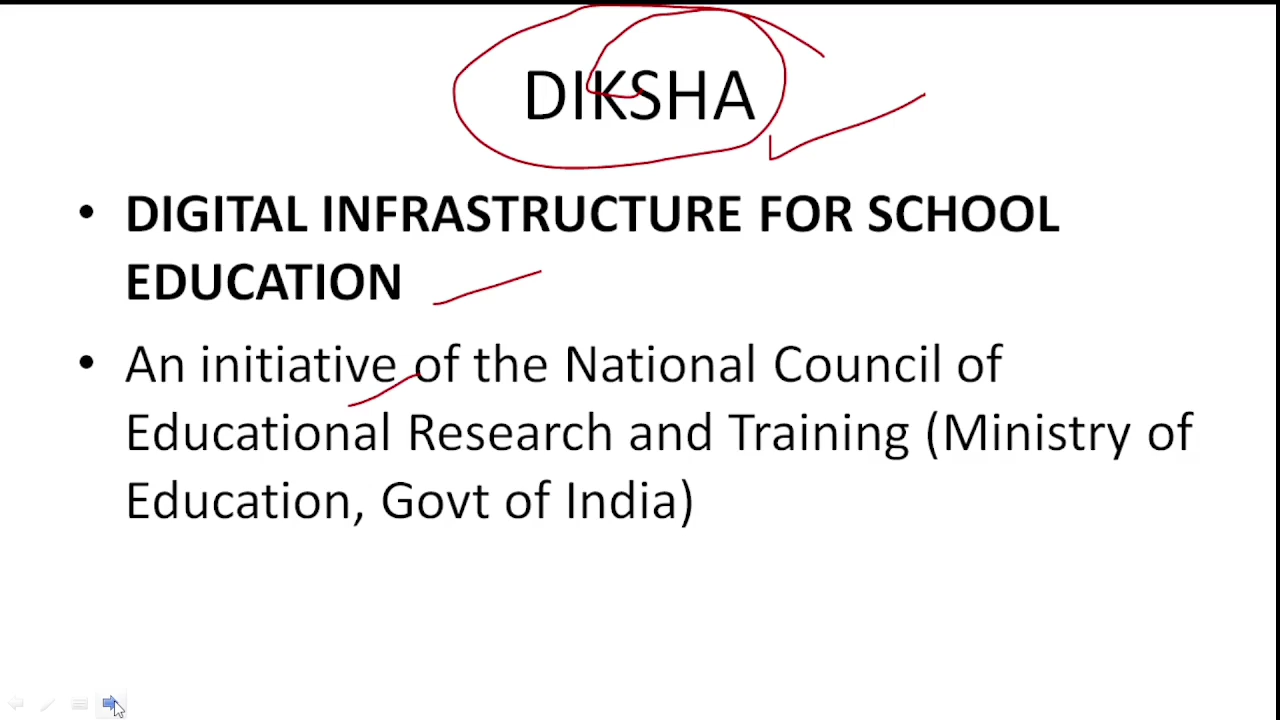 DIKSHA
• DIGITAL INFRASTRUCTURE FOR SCHOOL
EDUCATION
• An initiative of the National Council of
Educational Research and Training (Ministry of
Education, Govt of India)